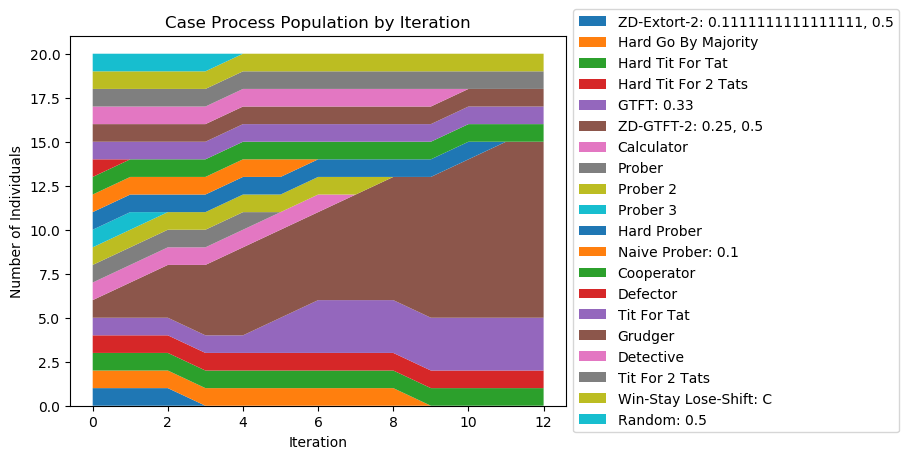 Case Process Population by Iteration
20.0
17.5
15.0
12.5
10.0
7.5
5.0
2.5
0.0
Number of Individuals
0 2 4 6 8 10 12
Iteration
ZD-Extort-2: 0.1111111111111111, 0.5
Hard Go By Majority
Hard Tit For Tat
Hard Tit For 2 Tats
GTFT: 0.33
ZD-GTFT-2: 0.25, 0.5
Calculator
Prober
Prober 2
Prober 3
Hard Prober
Naive Prober: 0.1
Cooperator
Defector
Tit For Tat
Grudger
Detective
Tit For 2 Tats
Win-Stay Lose-Shift: C
Random: 0.5